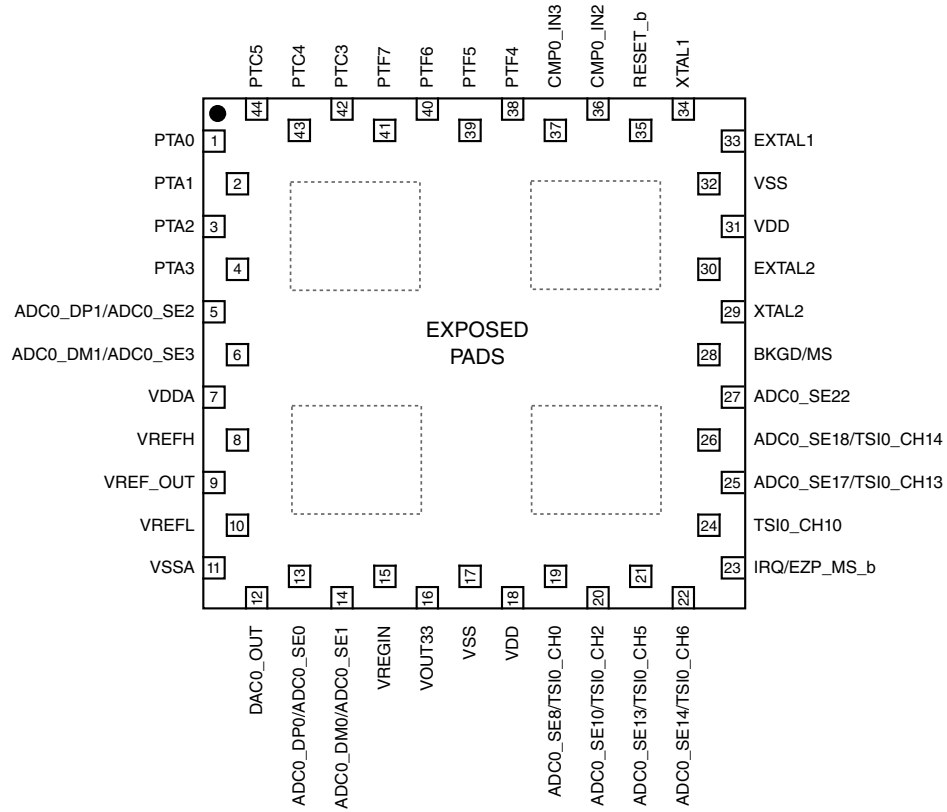 PTC5
PTC4
PTC3
PTF7
PTF6
PTF5
PTF4
CMP0_IN3
CMP0_IN2
RESET_b
XTAL1
44
43
42
41
40
39
38
37
36
35
34
PTA0
1
33
EXTAL1
PTA1
2
32
VSS
PTA2
3
31
VDD
PTA3
4
30
EXTAL2
ADC0_DP1/ADC0_SE2
5
29
XTAL2
EXPOSED
PADS
ADC0_DM1/ADC0_SE3
6
28
BKGD/MS
VDDA
7
27
ADC0_SE22
VREFH
8
26
ADC0_SE18/TSI0_CH14
VREF_OUT
9
25
ADC0_SE17/TSI0_CH13
VREFL
10
24
TSI0_CH10
VSSA
11
23
IRQ/EZP_MS_b
12
13
14
15
16
17
18
19
20
21
22
DAC0_OUT
ADC0_DP0/ADC0_SE0
ADC0_DM0/ADC0_SE1
VREGIN
VOUT33
VSS
VDD
ADC0_SE8/TSI0_CH0
ADC0_SE10/TSI0_CH2
ADC0_SE13/TSI0_CH5
ADC0_SE14/TSI0_CH6